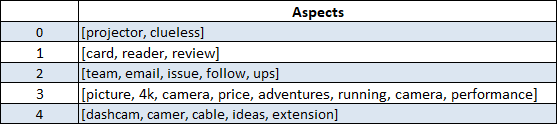 Aspects
0 [projector, clueless]
1 [card, reader, review]
2 [team, email, issue, follow, ups]
3 [picture, 4k, camera, price, adventures, running, camera, performance]
4 [dashcam, camer, cable, ideas, extension]